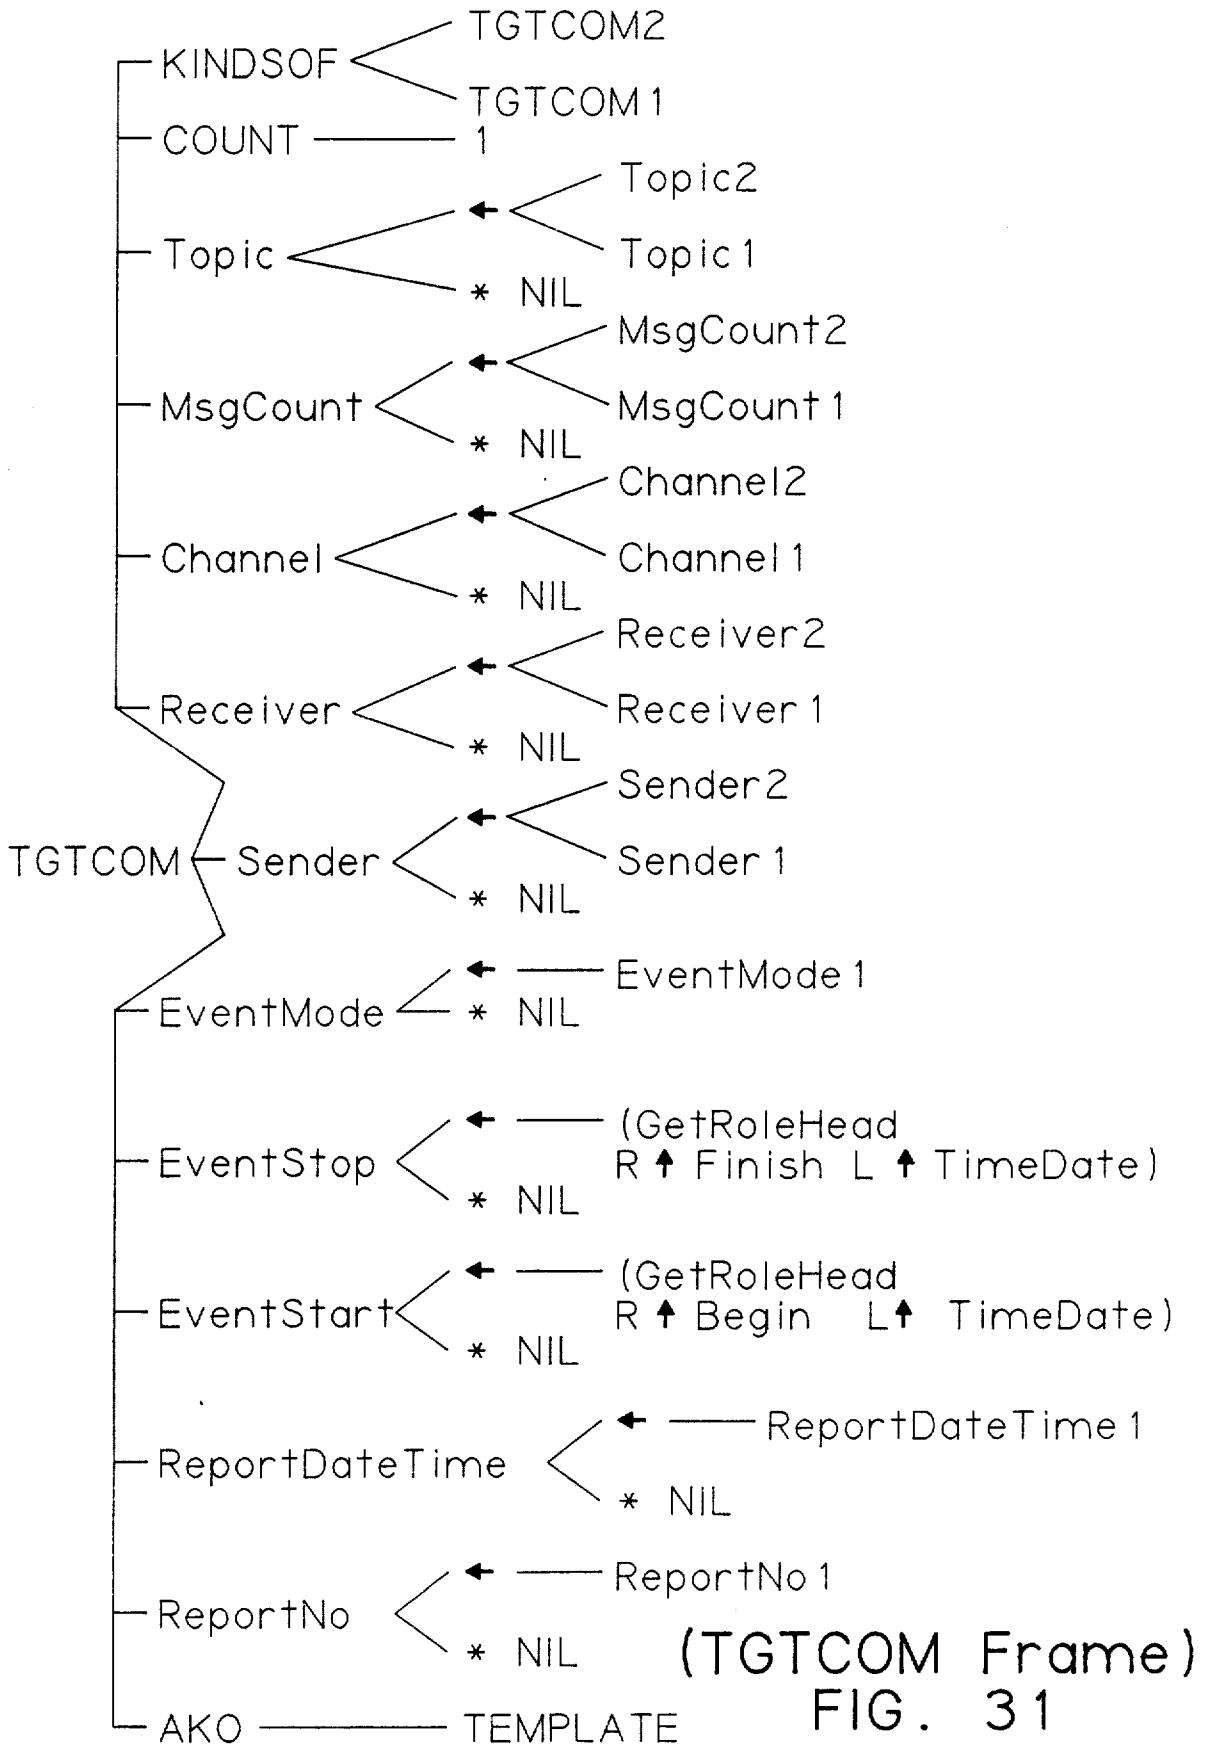 TGTCOM2
KINDSOF
TGTCOM1
COUNT 1
Topic2
←
Topic
Topic1
* NIL
MsgCount2
←
MsgCount
MsgCount1
* NIL
Channel2
←
Channel
Channel1
* NIL
Receiver2
←
Receiver
Receiver1
* NIL
Sender2
←
TGTCOM Sender
Sender1
* NIL
← EventMode1
EventMode * NIL
← (GetRoleHead
EventStop R ↑ Finish L ↑ TimeDate)
* NIL
← (GetRoleHead
EventStart R ↑ Begin L↑ TimeDate)
* NIL
← ReportDateTime1
ReportDateTime
* NIL
← ReportNo1
ReportNo
* NIL
(TGTCOM Frame)
FIG. 31
AKO TEMPLATE